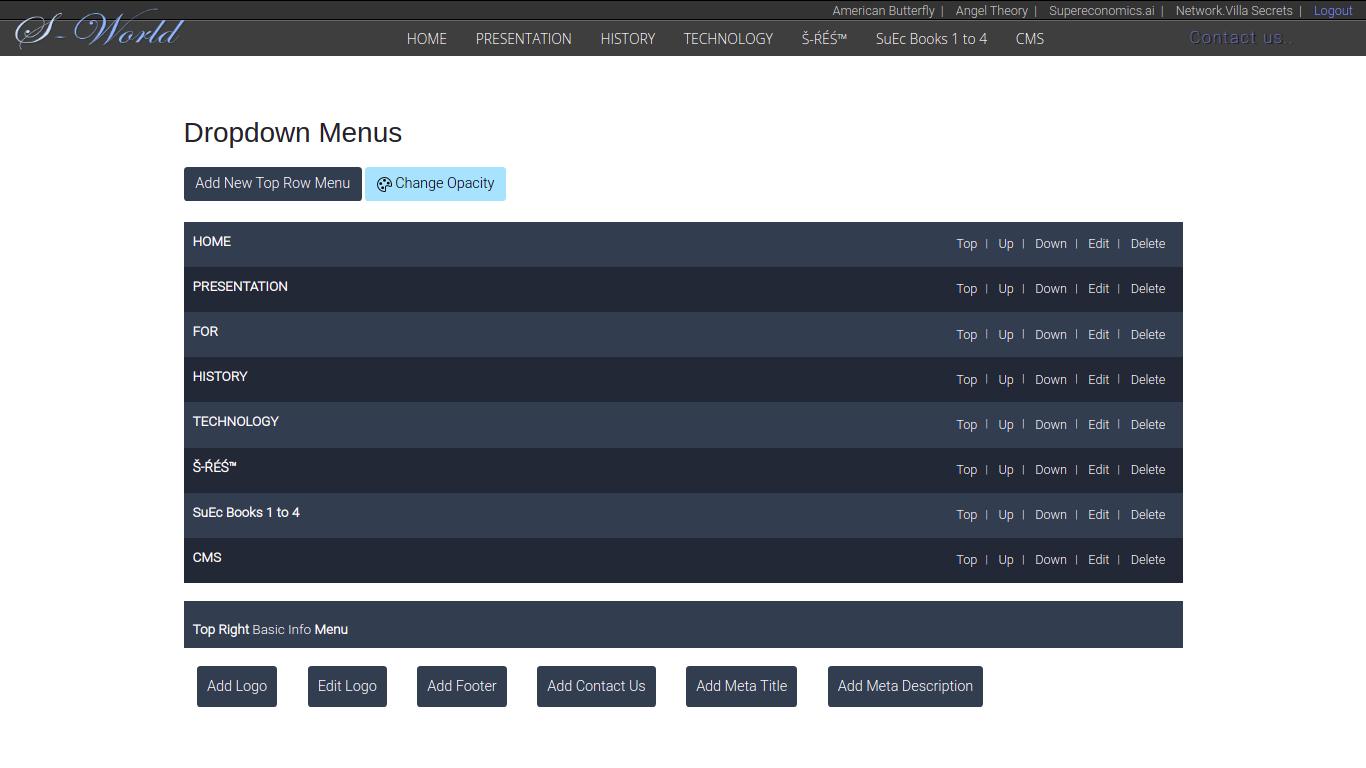 American Butterfly | Angel Theory | Supereconomics.ai | Network.Villa Secrets | Logout
S-World
HOME PRESENTATION HISTORY TECHNOLOGY Š-ŔÉŚ™ SuEc Books 1 to 4 CMS Contact us..
Dropdown Menus
Add New Top Row Menu Change Opacity
HOME Top | Up | Down | Edit | Delete
PRESENTATION Top | Up | Down | Edit | Delete
FOR Top | Up | Down | Edit | Delete
HISTORY Top | Up | Down | Edit | Delete
TECHNOLOGY Top | Up | Down | Edit | Delete
Š-ŔÉŚ™ Top | Up | Down | Edit | Delete
SuEc Books 1 to 4 Top | Up | Down | Edit | Delete
CMS Top | Up | Down | Edit | Delete
Top Right Basic Info Menu
Add Logo Edit Logo Add Footer Add Contact Us Add Meta Title Add Meta Description